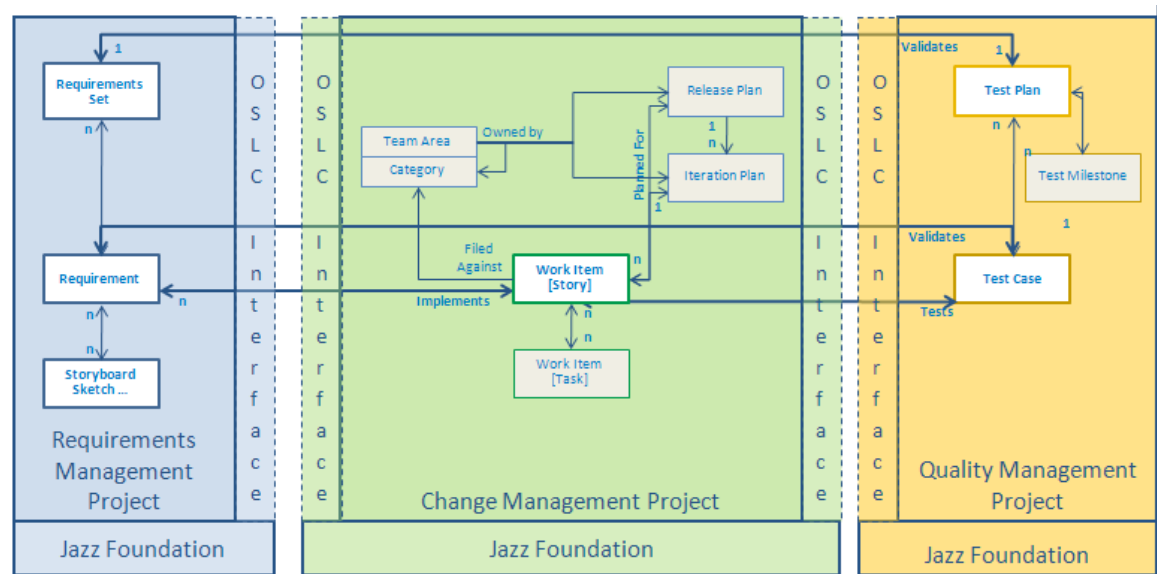 1
Validates
1
Requirements
Set
n
O
S
L
C
I
n
t
e
r
f
a
c
e
Requirement
n
n
n
Storyboard
Sketch ...
Requirements
Management
Project
Jazz Foundation
O
S
L
C
I
n
t
e
r
f
a
c
e
Team Area
Category
Owned by
Release Plan
1
n
Planned For
Iteration Plan
1
Filed
Against
n
Work Item
[Story]
Implements
n
n
Work Item
[Task]
Change Management Project
Jazz Foundation
O
S
L
C
I
n
t
e
r
f
a
c
e
O
S
L
C
I
n
t
e
r
f
a
c
e
Test Plan
n
n
Test Milestone
1
Validates
Test Case
Tests
Quality Management
Project
Jazz Foundation